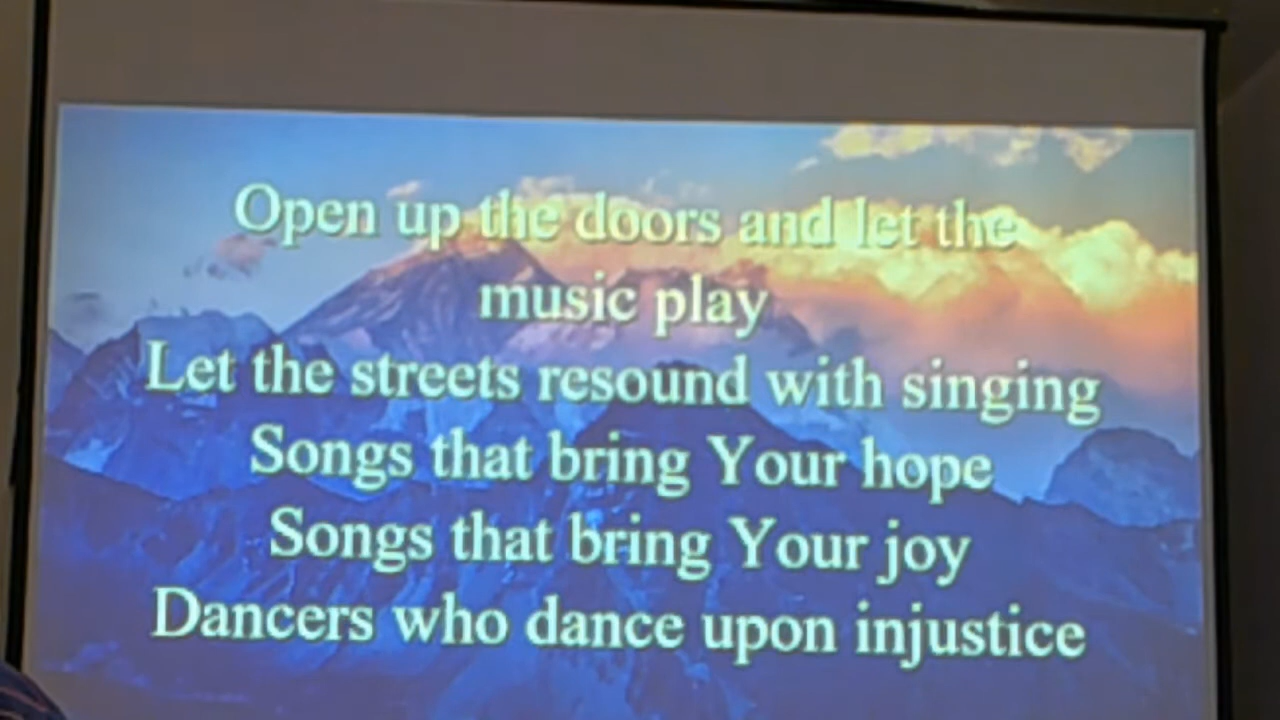 Open up the doors and let the
music play
Let the streets resound with singing
Songs that bring Your hope
Songs that bring Your joy
Dancers who dance upon injustice